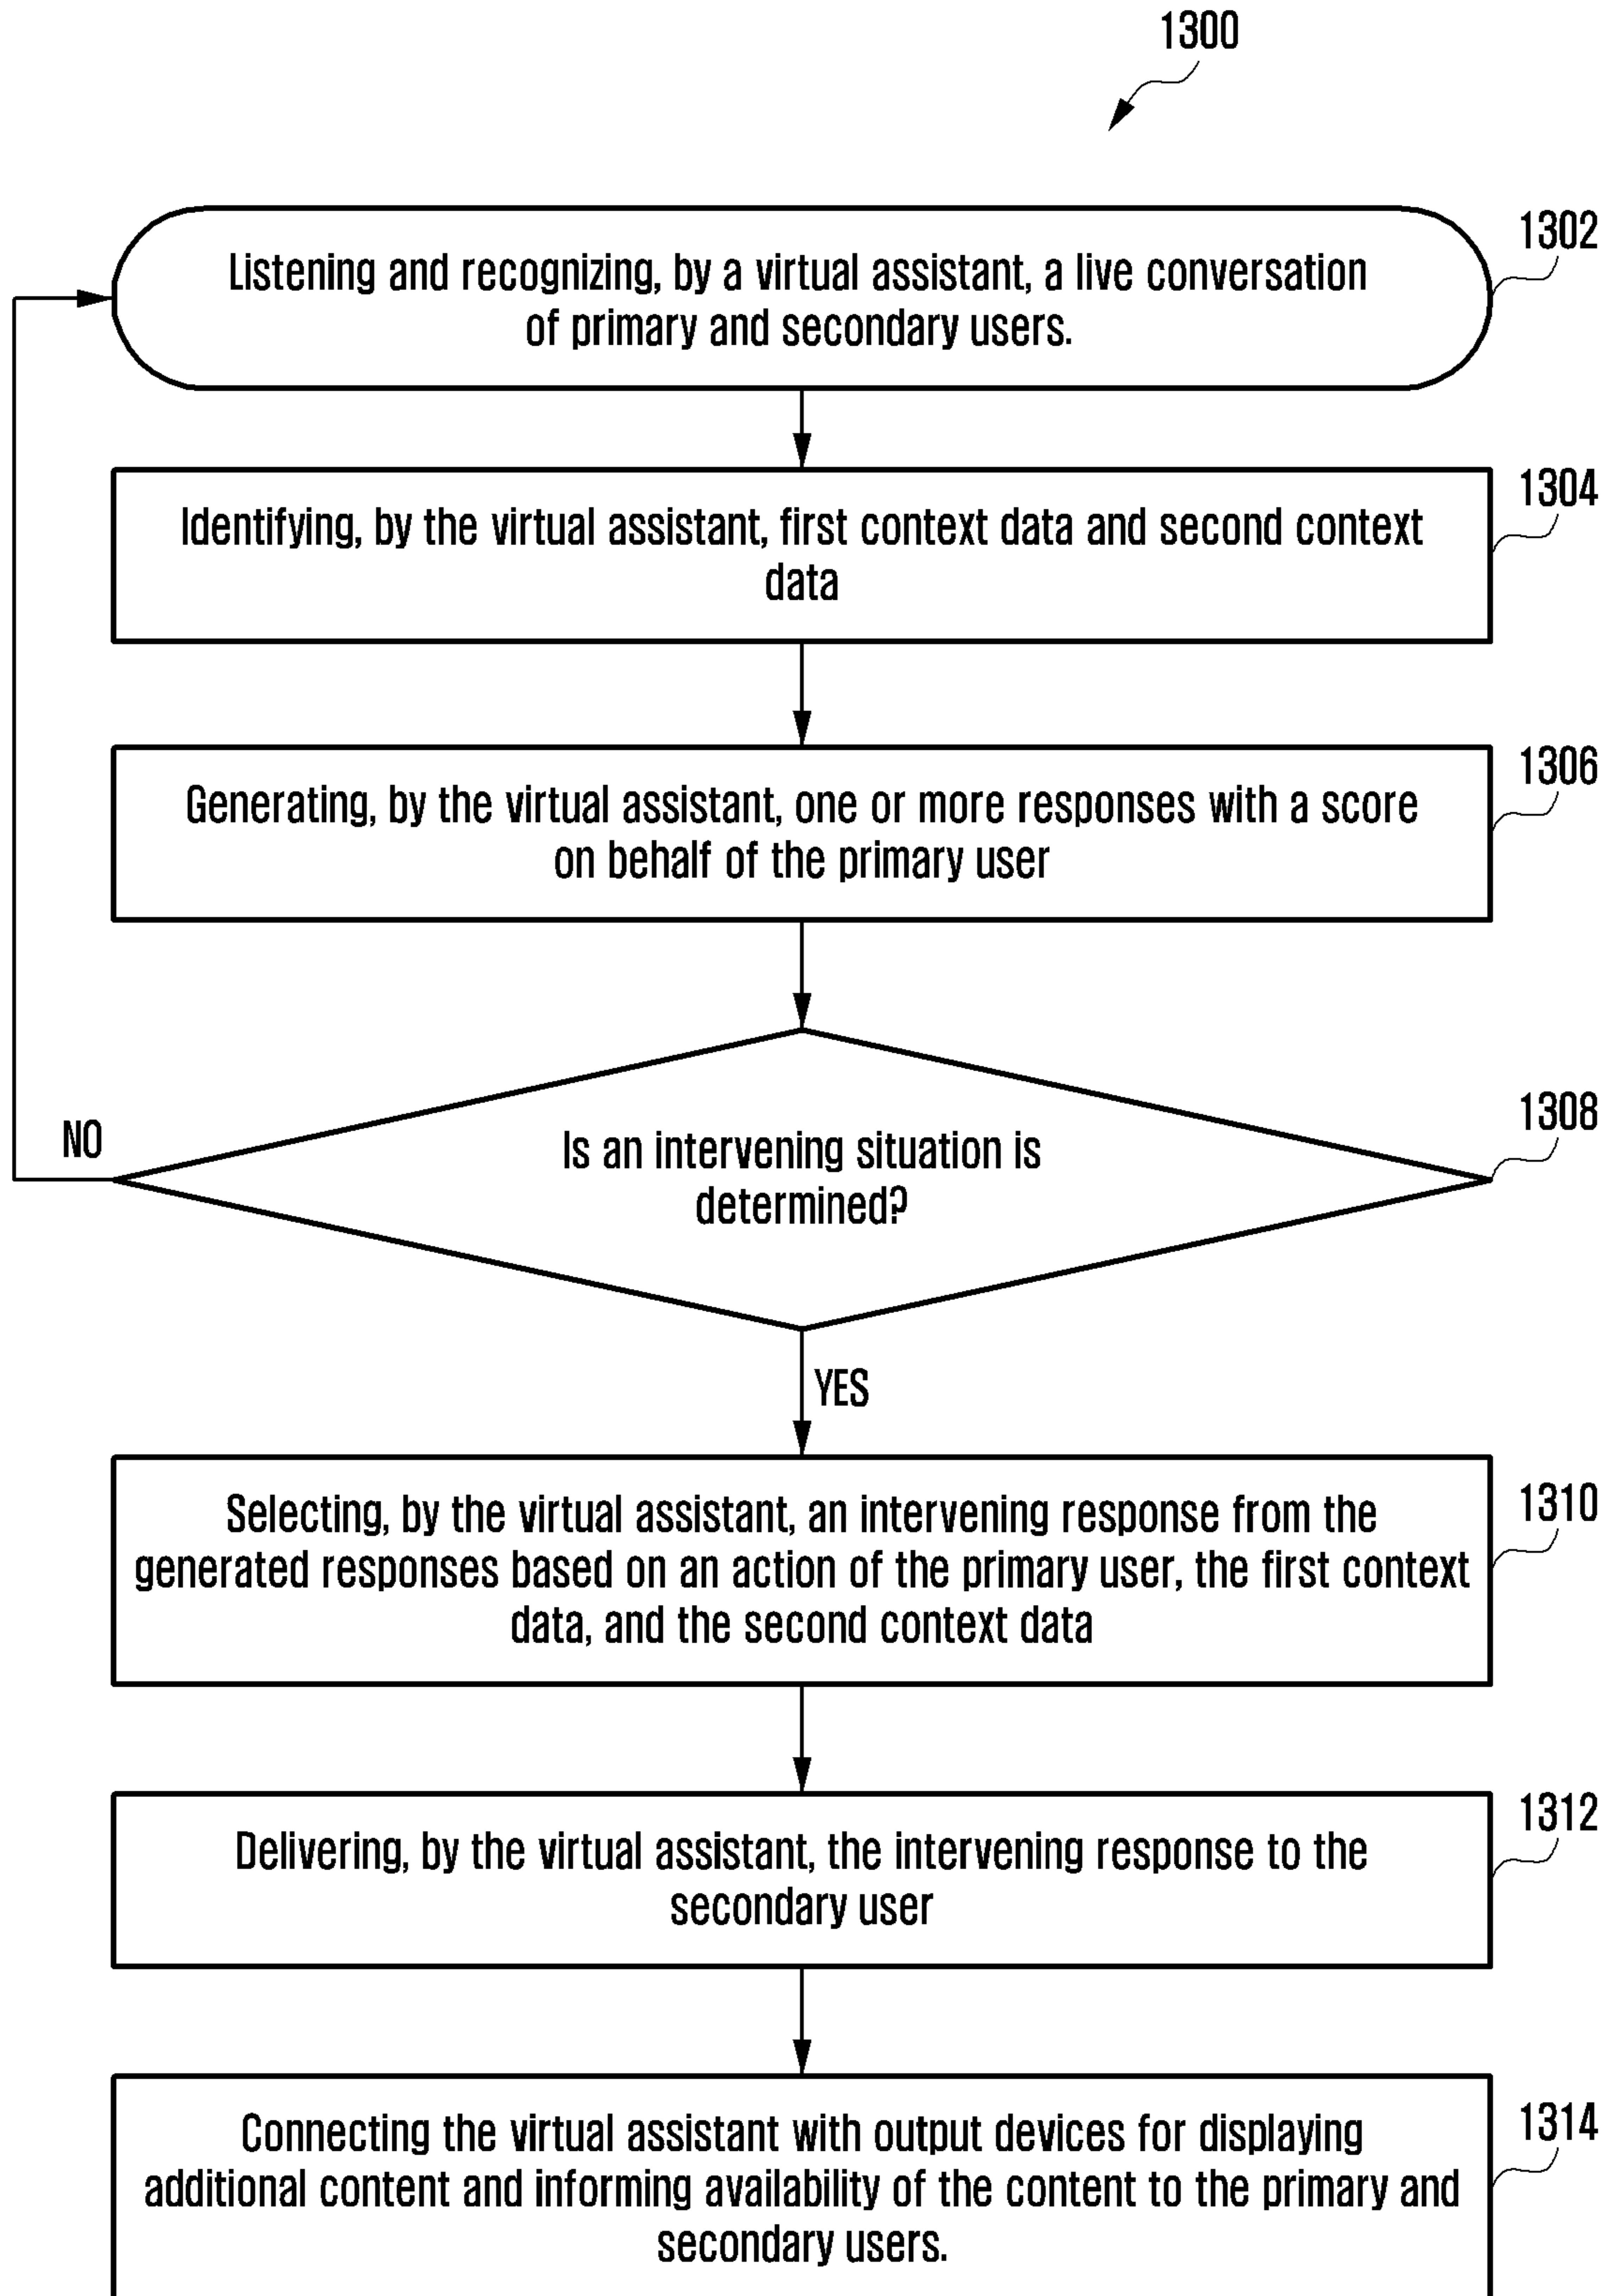 1300
1302
Listening and recognizing, by a virtual assistant, a live conversation
of primary and secondary users.
1304
Identifying, by the virtual assistant, first context data and second context
data
1306
Generating, by the virtual assistant, one or more responses with a score
on behalf of the primary user
1308
NO
Is an intervening situation is
determined?
YES
1310
Selecting, by the virtual assistant, an intervening response from the
generated responses based on an action of the primary user, the first context
data, and the second context data
1312
Delivering, by the virtual assistant, the intervening response to the
secondary user
1314
Connecting the virtual assistant with output devices for displaying
additional content and informing availability of the content to the primary and
secondary users.